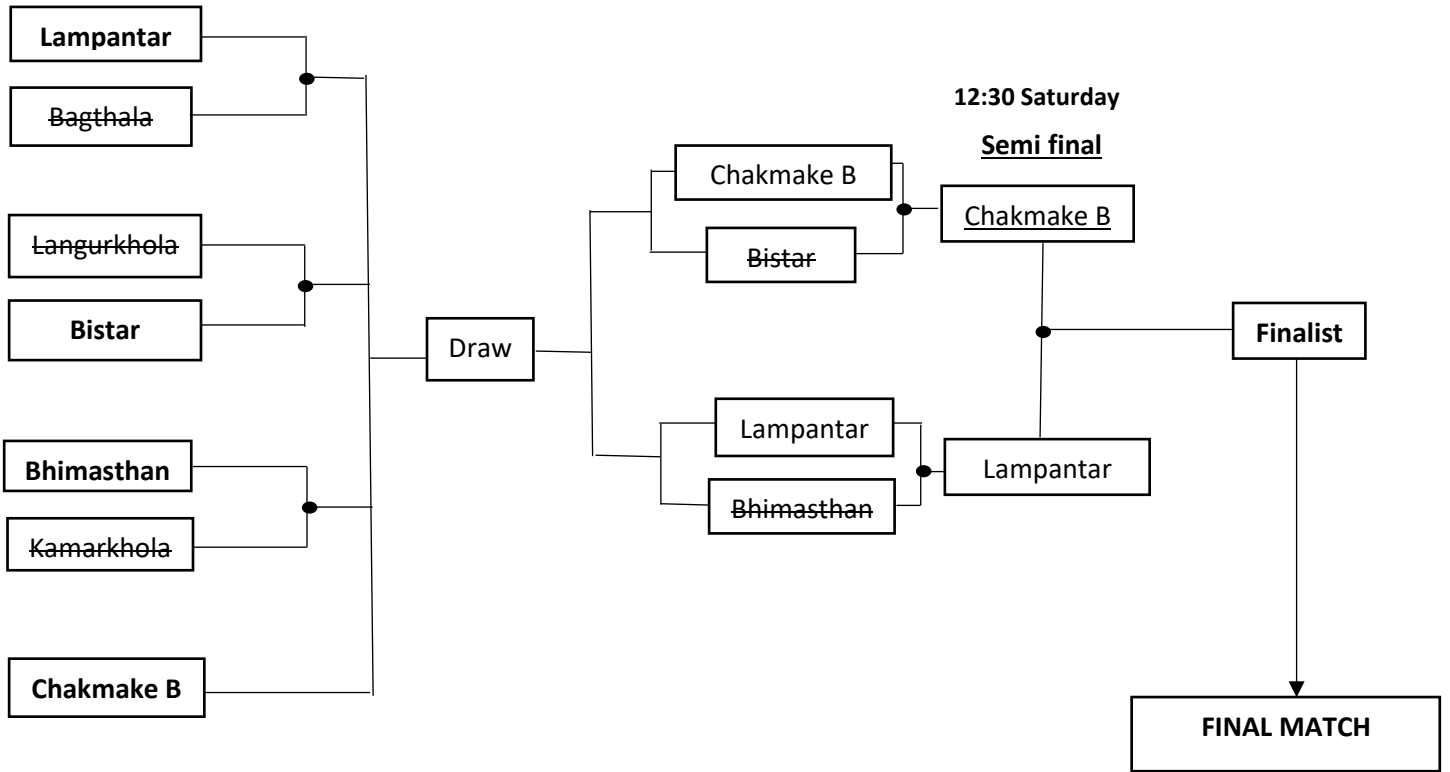 Lampantar
Bagthala
Langurkhola
Bistar
Bhimasthan
Kamarkhola
Chakmake B
Draw
Chakmake B
Bistar
Lampantar
Bhimasthan
12:30 Saturday
Semi final
Chakmake B
Lampantar
Finalist
FINAL MATCH